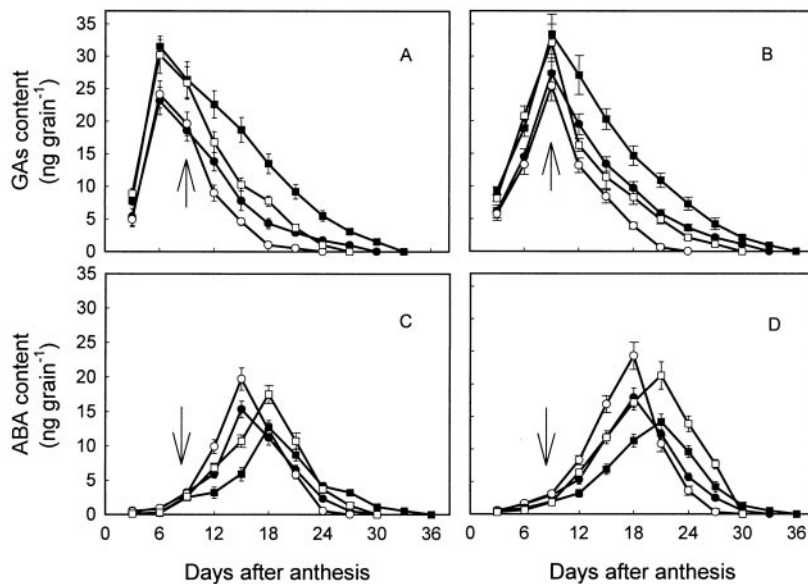 35
30
25
20
15
10
5
0
GAs content
(ng grain⁻¹)
A
B
35
30
25
20
15
10
5
0
ABA content
(ng grain⁻¹)
C
D
0 6 12 18 24 30 36
0 6 12 18 24 30 36
Days after anthesis
Days after anthesis